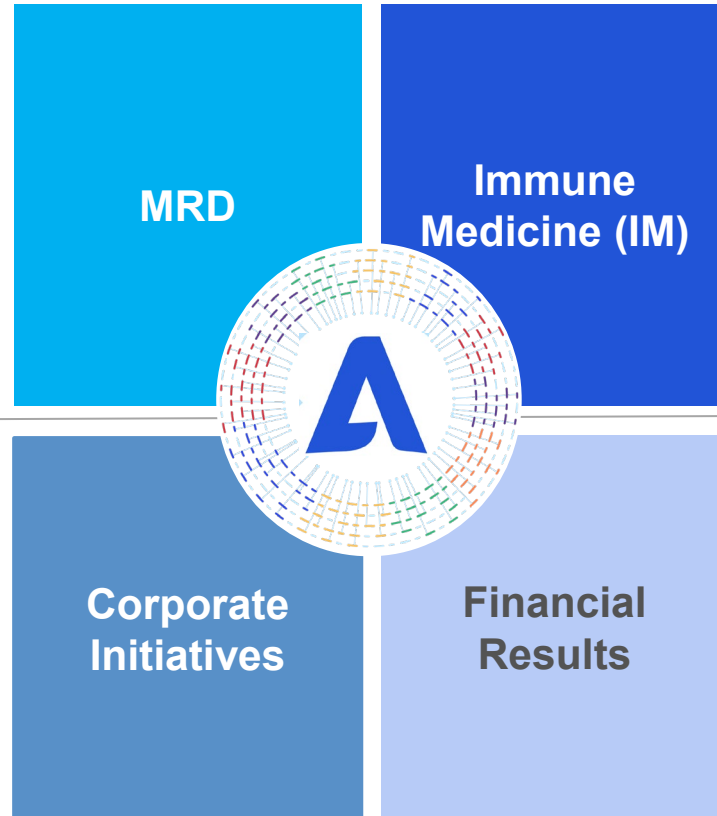 MRD
Immune
Medicine (IM)
Corporate
Initiatives
Financial
Results